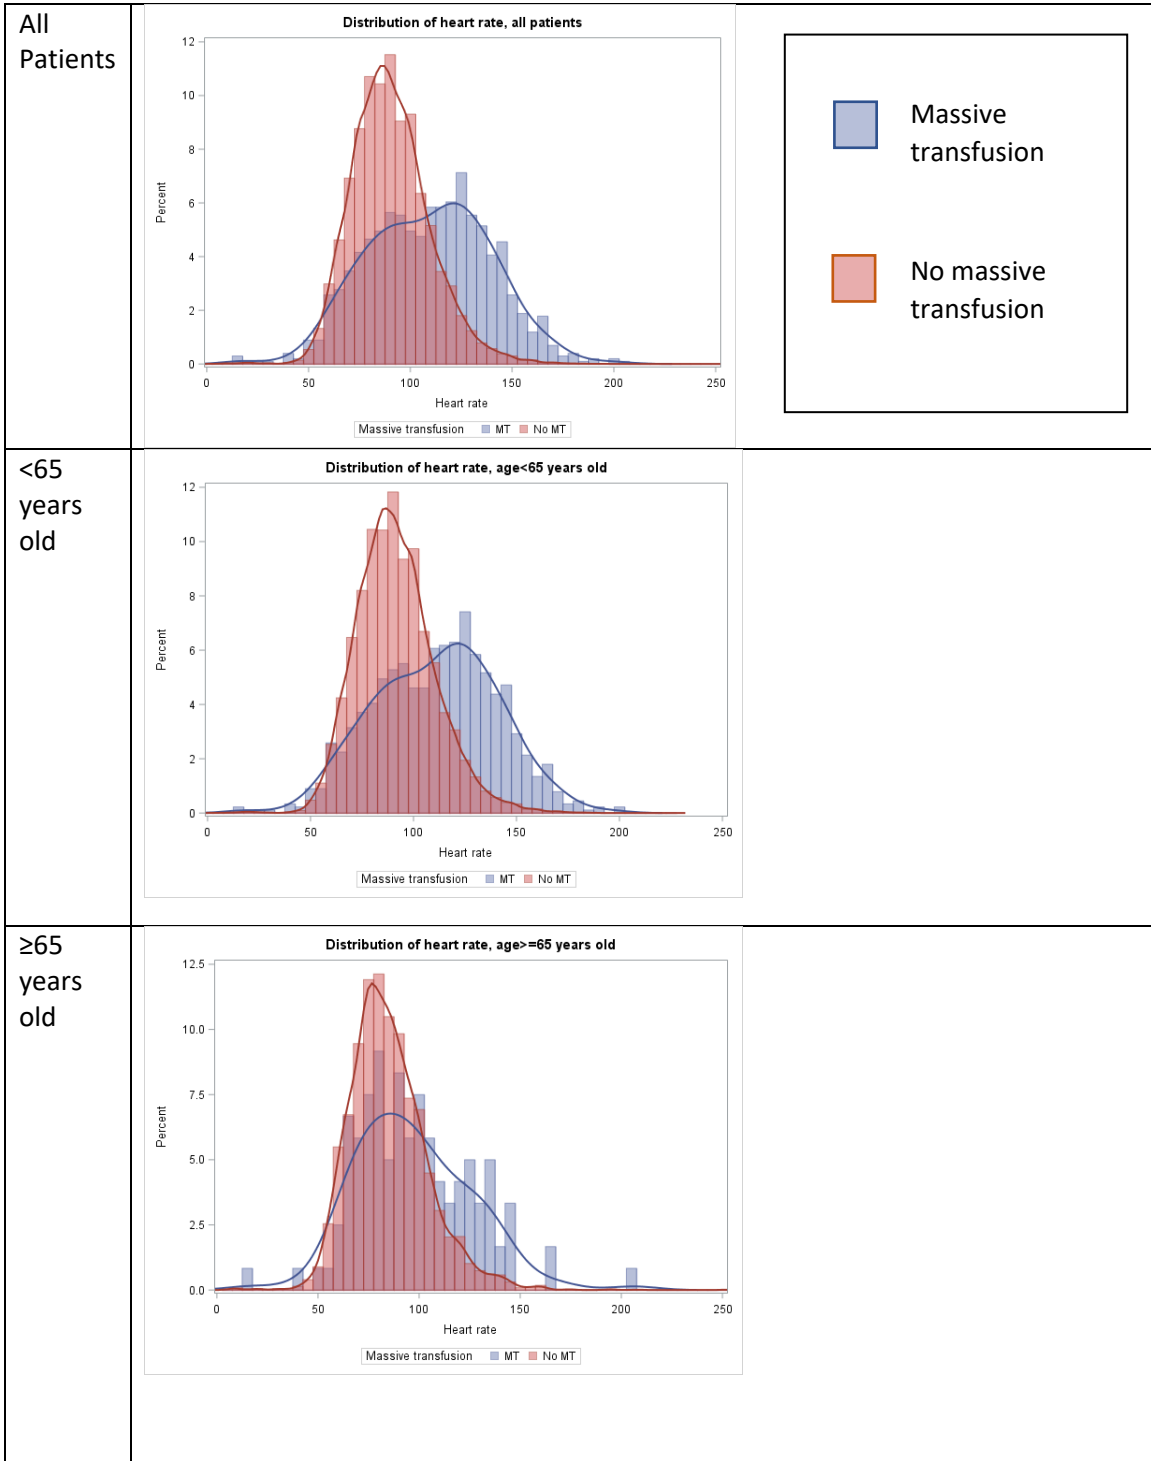 All
Patients
Distribution of heart rate, all patients
12
10
8
6
4
2
0
Percent
0 50 100 150 200 250
Heart rate
Massive transfusion MT No MT
Massive
transfusion
No massive
transfusion
<65
years
old
Distribution of heart rate, age<65 years old
12
10
8
6
4
2
0
Percent
0 50 100 150 200 250
Heart rate
Massive transfusion MT No MT
≥65
years
old
Distribution of heart rate, age>=65 years old
12.5
10.0
7.5
5.0
2.5
0.0
Percent
0 50 100 150 200 250
Heart rate
Massive transfusion MT No MT